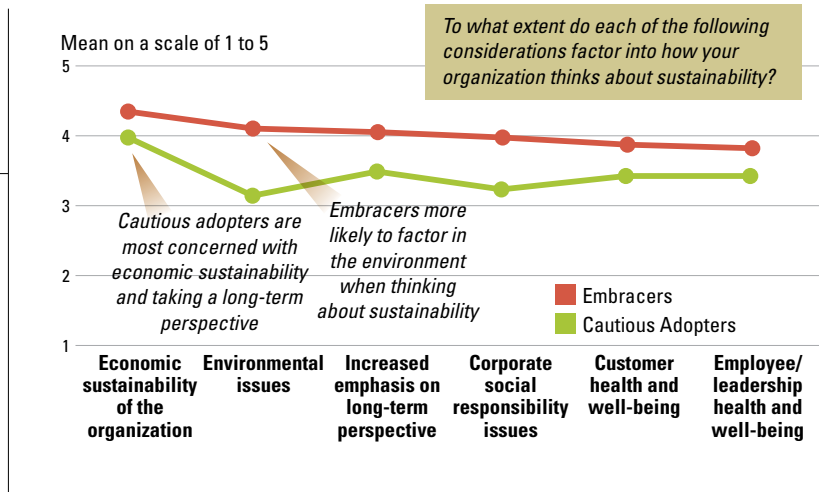 To what extent do each of the following
considerations factor into how your
organization thinks about sustainability?
Mean on a scale of 1 to 5
5
4
3
2
1
Cautious adopters are
most concerned with
economic sustainability
and taking a long-term
perspective
Embracers more
likely to factor in
the environment
when thinking
about sustainability
Embracers
Cautious Adopters
Economic
sustainability
of the
organization
Environmental
issues
Increased
emphasis on
long-term
perspective
Corporate
social
responsibility
issues
Customer
health and
well-being
Employee/
leadership
health and
well-being